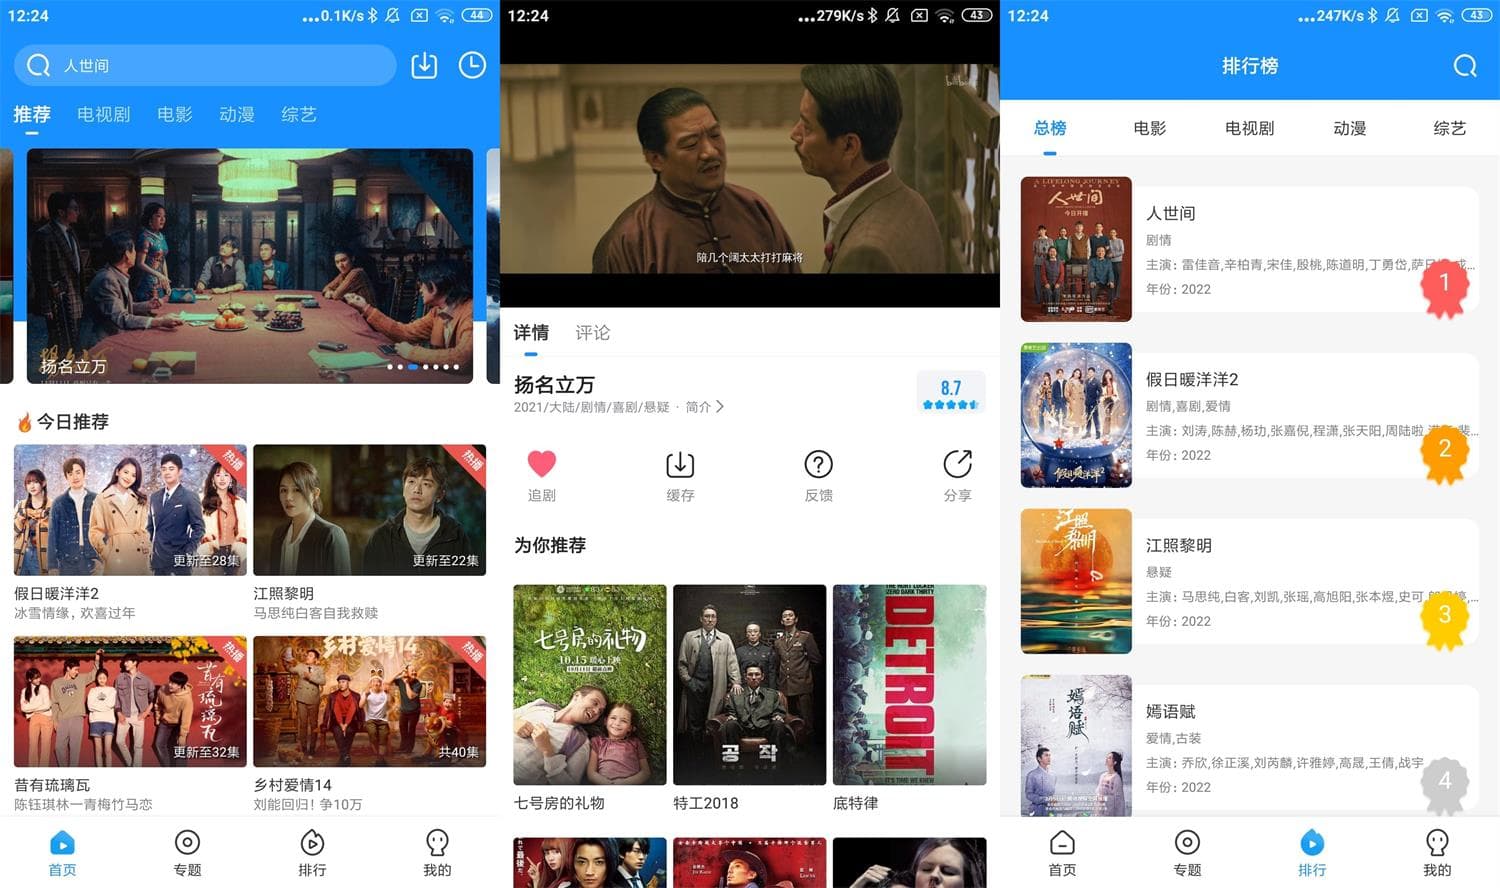 12:24
...0.1K/s
44
人世间
推荐
电视剧
电影
动漫
综艺
扬名立万
今日推荐
热播
更新至28集
假日暖洋洋2
冰雪情缘，欢喜过年
热播
更新至22集
江照黎明
马思纯白客自我救赎
热播
昔有琉璃瓦
更新至32集
昔有琉璃瓦
陈钰琪林一青梅竹马恋
热播
乡村爱情14
共40集
乡村爱情14
刘能回归！争10万
首页
专题
排行
我的
12:24
...279K/s
43
陪几个阔太太打打麻将
详情
评论
扬名立万
2021/大陆/剧情/喜剧/悬疑 · 简介
8.7
追剧
缓存
反馈
分享
为你推荐
七号房的礼物
10.15 暖心上映
七号房的礼物
공작
特工2018
ZERO DARK THIRTY
DETROIT
IT'S TIME WE KNEW
底特律
12:24
...247K/s
43
排行榜
总榜
电影
电视剧
动漫
综艺
A LIFELONG JOURNEY
人世间
今日开播
人世间
剧情
主演：雷佳音,辛柏青,宋佳,殷桃,陈道明,丁勇岱,萨日
年份：2022
1
假日暖洋洋2
假日暖洋洋2
剧情,喜剧,爱情
主演：刘涛,陈赫,杨玏,张嘉倪,程潇,张天阳,周陆啦
年份：2022
2
江照黎明
江照黎明
悬疑
主演：马思纯,白客,刘凯,张瑶,高旭阳,张本煜,史可
年份：2022
3
嫣语赋
嫣语赋
爱情,古装
主演：乔欣,徐正溪,刘芮麟,许雅婷,高晟,王倩,战宇
年份：2022
4
首页
专题
排行
我的